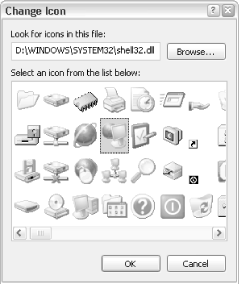 Change Icon
Look for icons in this file:
D:\WINDOWS\SYSTEM32\shell32.dll
Browse...
Select an icon from the list below:
OK
Cancel